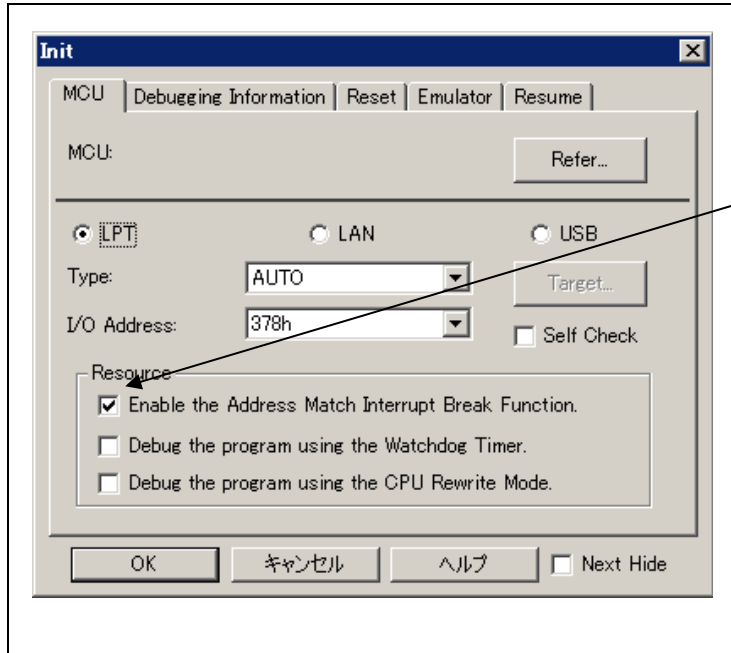 Init
MCU Debugging Information Reset Emulator Resume
MCU: Refer...
LPT LAN USB
Type: AUTO Target...
I/O Address: 378h
Self Check
Resource
Enable the Address Match Interrupt Break Function.
Debug the program using the Watchdog Timer.
Debug the program using the CPU Rewrite Mode.
OK キャンセル ヘルプ Next Hide